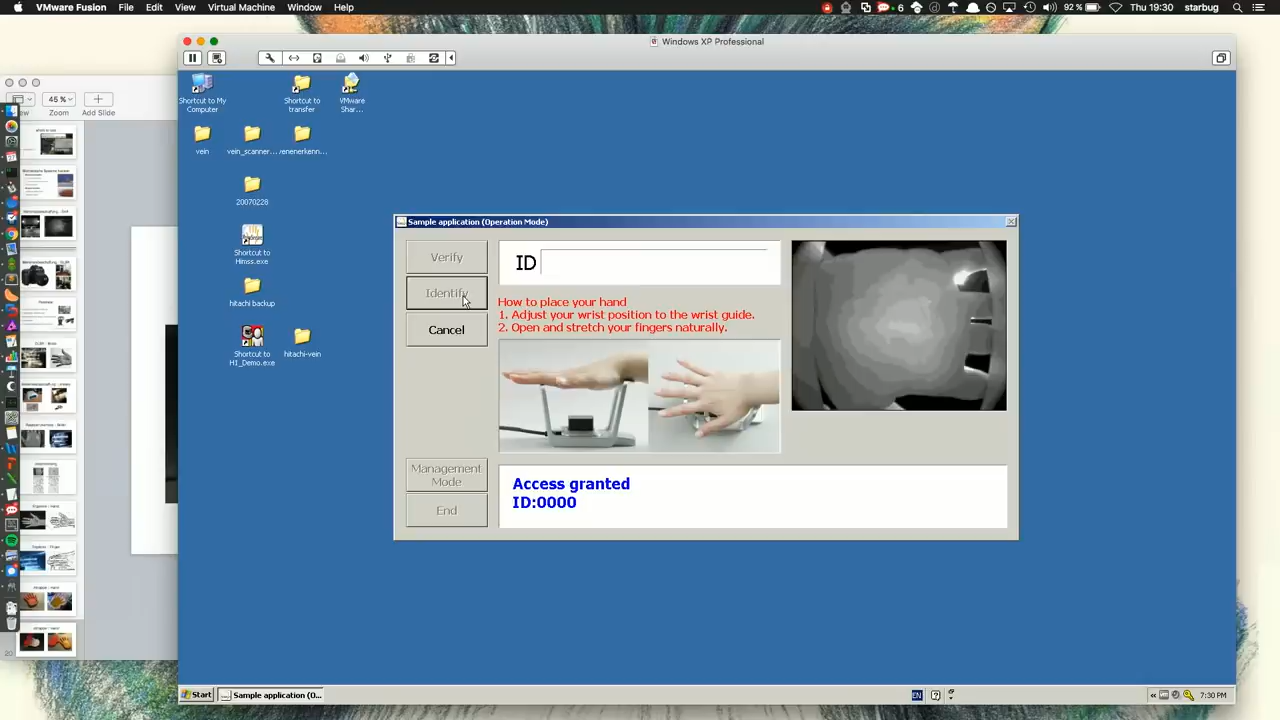 VMware Fusion File Edit View Virtual Machine Window Help
6 92 % Thu 19:30 starbug
Windows XP Professional
45 %
Zoom Add Slide
Shortcut to My Computer
Shortcut to transfer
VMware Shar...
vein
vein_scanner...
20070228
Shortcut to Himss.exe
hitachi backup
Shortcut to HI_Demo.exe
hitachi-vein
Sample application (Operation Mode)
Verify
ID
Identify
How to place your hand
1. Adjust your wrist position to the wrist guide.
2. Open and stretch your fingers naturally.
Cancel
Management
Mode
End
Access granted
ID:0000
20
Start Sample application (O... EN 7:30 PM